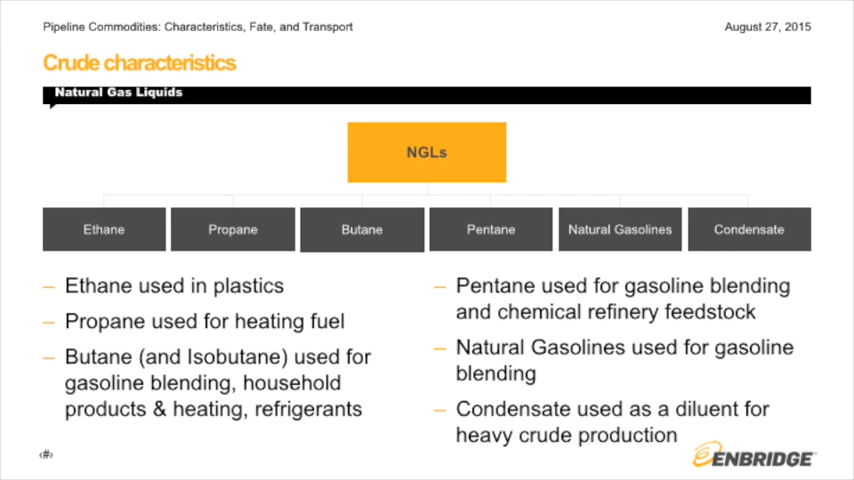 Pipeline Commodities: Characteristics, Fate, and Transport
August 27, 2015
Crude characteristics
Natural Gas Liquids
NGLs
Ethane
Propane
Butane
Pentane
Natural Gasolines
Condensate
– Ethane used in plastics
– Propane used for heating fuel
– Butane (and Isobutane) used for
gasoline blending, household
products & heating, refrigerants
– Pentane used for gasoline blending
and chemical refinery feedstock
– Natural Gasolines used for gasoline
blending
– Condensate used as a diluent for
heavy crude production
‹#›
ENBRIDGE